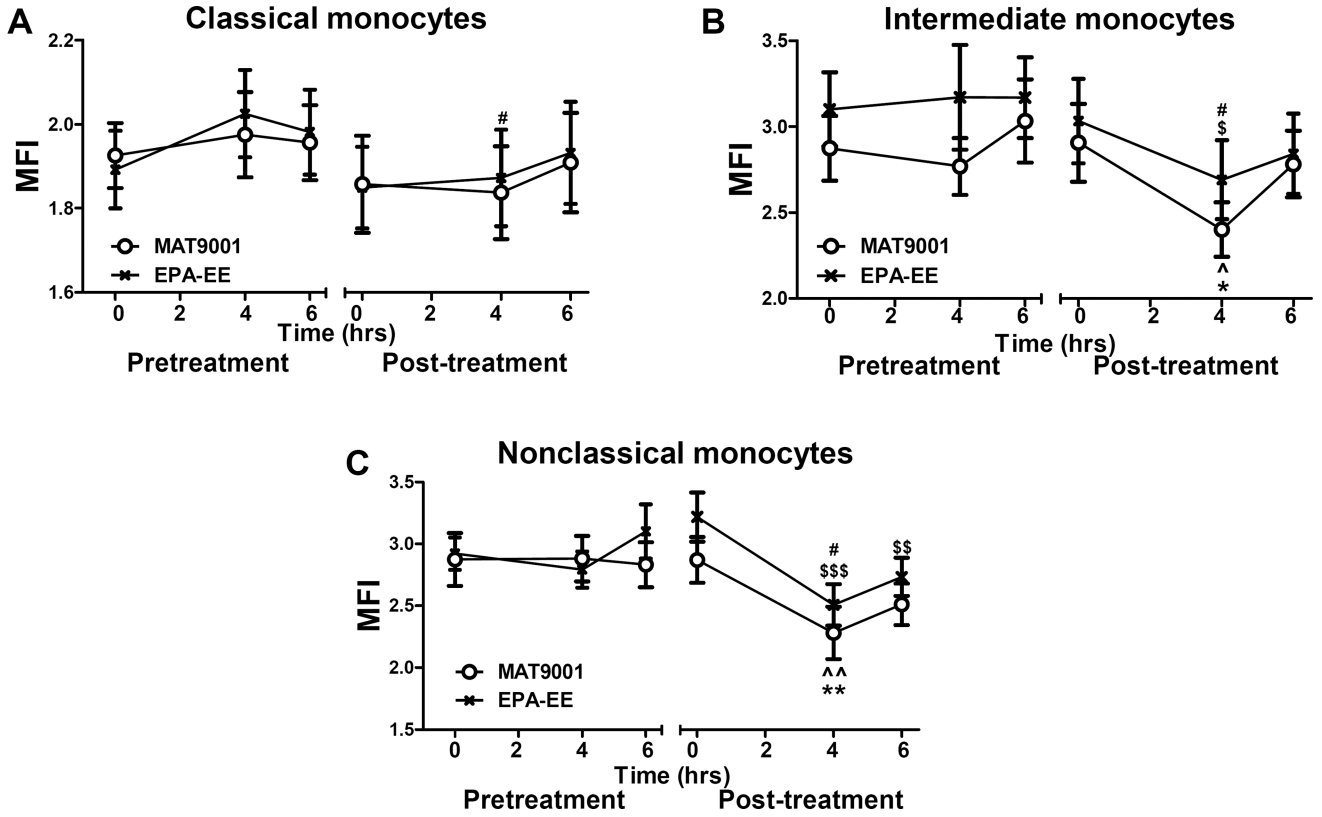 A
Classical monocytes
MFI
2.2
2.0
1.8
1.6
MAT9001
EPA-EE
#
0 2 4 6 0 2 4 6
Time (hrs)
Pretreatment Post-treatment
B
Intermediate monocytes
MFI
3.5
3.0
2.5
2.0
MAT9001
EPA-EE
#
$
^
*
0 2 4 6 0 2 4 6
Time (hrs)
Pretreatment Post-treatment
C
Nonclassical monocytes
MFI
3.5
3.0
2.5
2.0
1.5
MAT9001
EPA-EE
#
$$$ $$
^^
**
0 2 4 6 0 2 4 6
Time (hrs)
Pretreatment Post-treatment